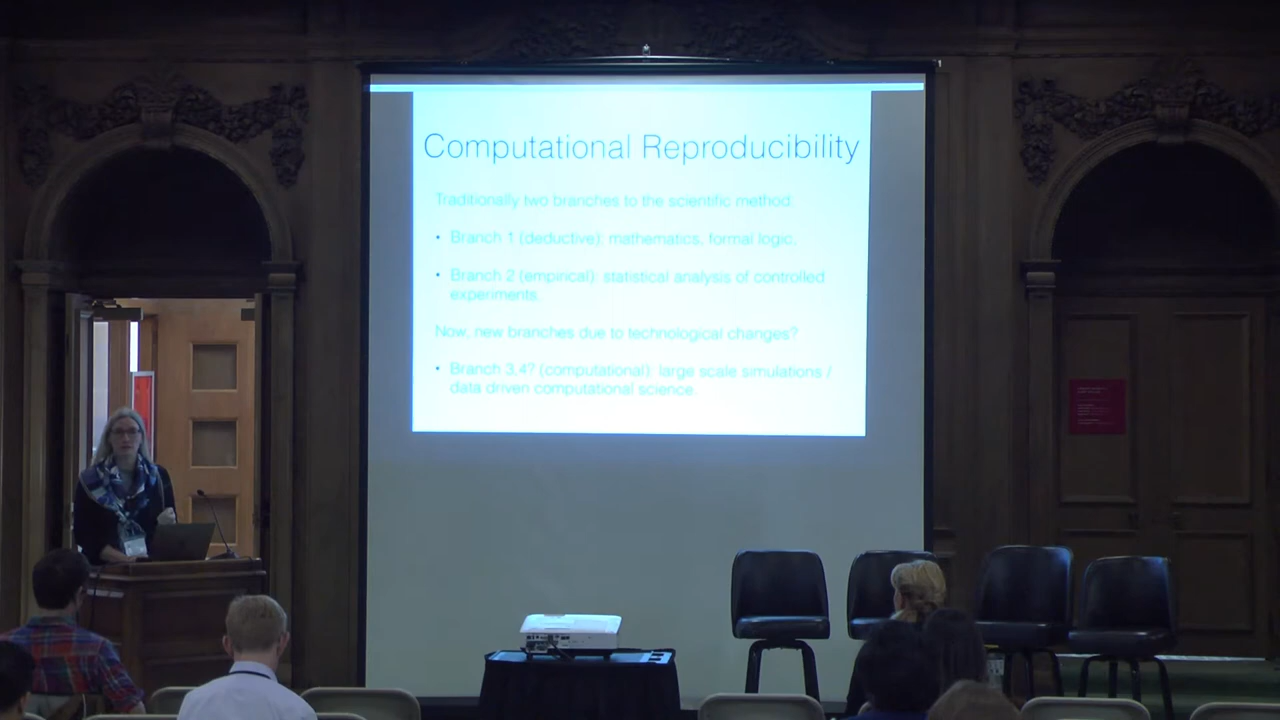 Computational Reproducibility
Traditionally two branches to the scientific method:
• Branch 1 (deductive): mathematics, formal logic,
• Branch 2 (empirical): statistical analysis of controlled
experiments.
Now, new branches due to technological changes?
• Branch 3,4? (computational): large scale simulations /
data driven computational science.